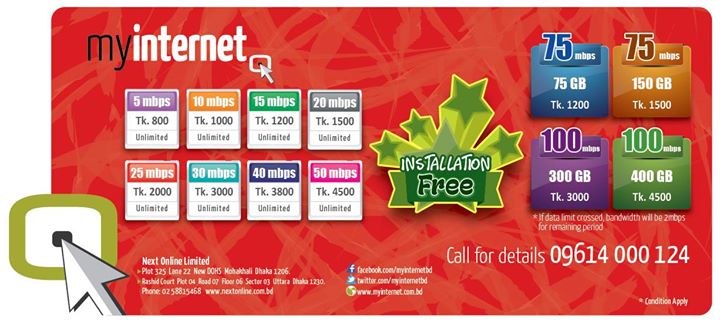 myinternet
5 mbps
Tk. 800
Unlimited
10 mbps
Tk. 1000
Unlimited
15 mbps
Tk. 1200
Unlimited
20 mbps
Tk. 1500
Unlimited
25 mbps
Tk. 2000
Unlimited
30 mbps
Tk. 3000
Unlimited
40 mbps
Tk. 3800
Unlimited
50 mbps
Tk. 4500
Unlimited
INSTALLATION
Free
75 mbps
75 GB
Tk. 1200
75 mbps
150 GB
Tk. 1500
100 mbps
300 GB
Tk. 3000
100 mbps
400 GB
Tk. 4500
* If data limit crossed, bandwidth will be 2mbps
for remaining period
Call for details 09614 000 124
Next Online Limited
Plot 325 Lane 22 New DOHS Mohakhali Dhaka 1206.
Rashid Court Plot 04 Road 07 Floor 06 Sector 03 Uttara Dhaka 1230.
Phone: 02 58815468 www.nextonline.com.bd
facebook.com/myinternetbd
twitter.com/myinternetbd
www.myinternet.com.bd
* Condition Apply